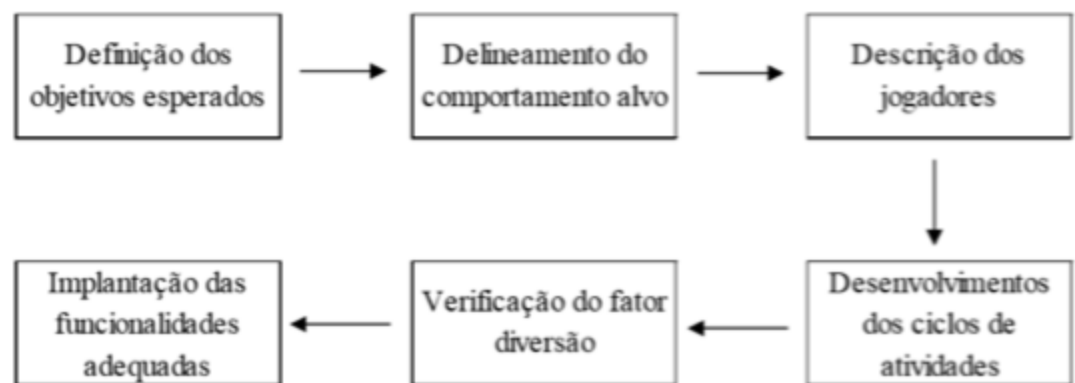 Definição dos
objetivos esperados
Delineamento do
comportamento alvo
Descrição dos
jogadores
Desenvolvimentos
dos ciclos de
atividades
Verificação do fator
diversão
Implantação das
funcionalidades
adequadas